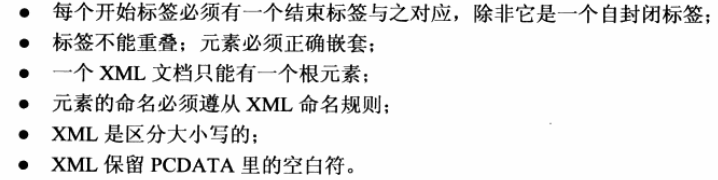 ● 每个开始标签必须有一个结束标签与之对应，除非它是一个自封闭标签；
● 标签不能重叠；元素必须正确嵌套；
● 一个 XML 文档只能有一个根元素；
● 元素的命名必须遵从 XML 命名规则；
● XML 是区分大小写的；
● XML 保留 PCDATA 里的空白符。